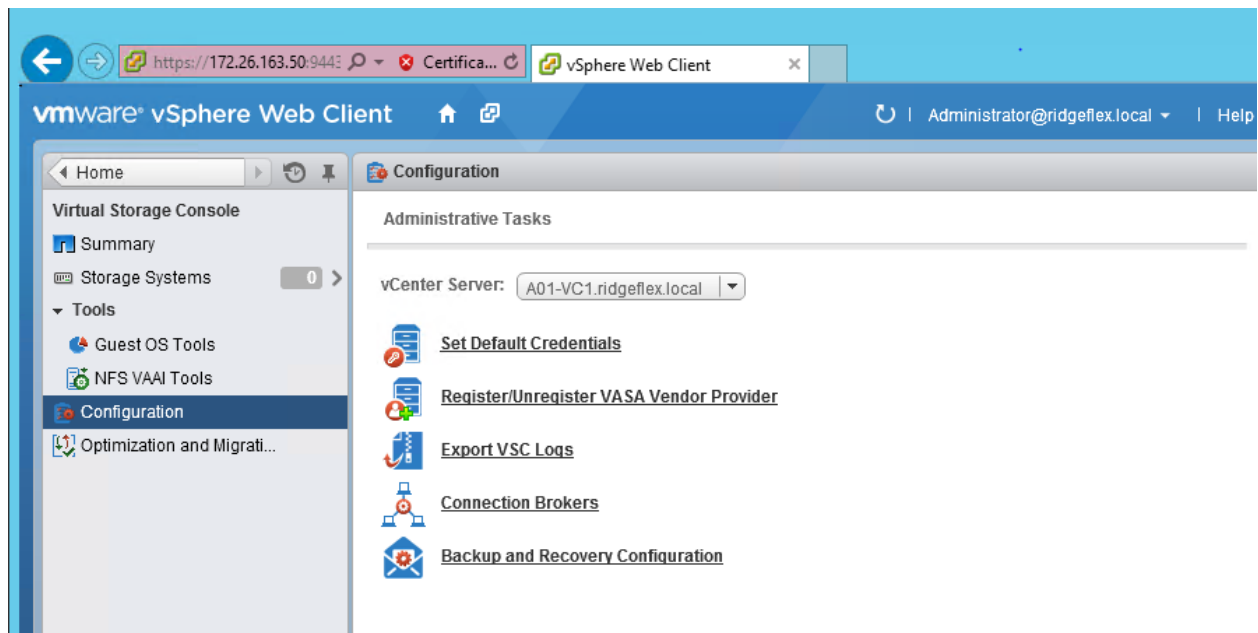 https://172.26.163.50:9443
Certifica...
vSphere Web Client
vmware® vSphere Web Client
Administrator@ridgeflex.local
Help
Home
Configuration
Virtual Storage Console
Summary
Storage Systems 0
Tools
Guest OS Tools
NFS VAAI Tools
Configuration
Optimization and Migrati...
Administrative Tasks
vCenter Server: A01-VC1.ridgeflex.local
Set Default Credentials
Register/Unregister VASA Vendor Provider
Export VSC Logs
Connection Brokers
Backup and Recovery Configuration